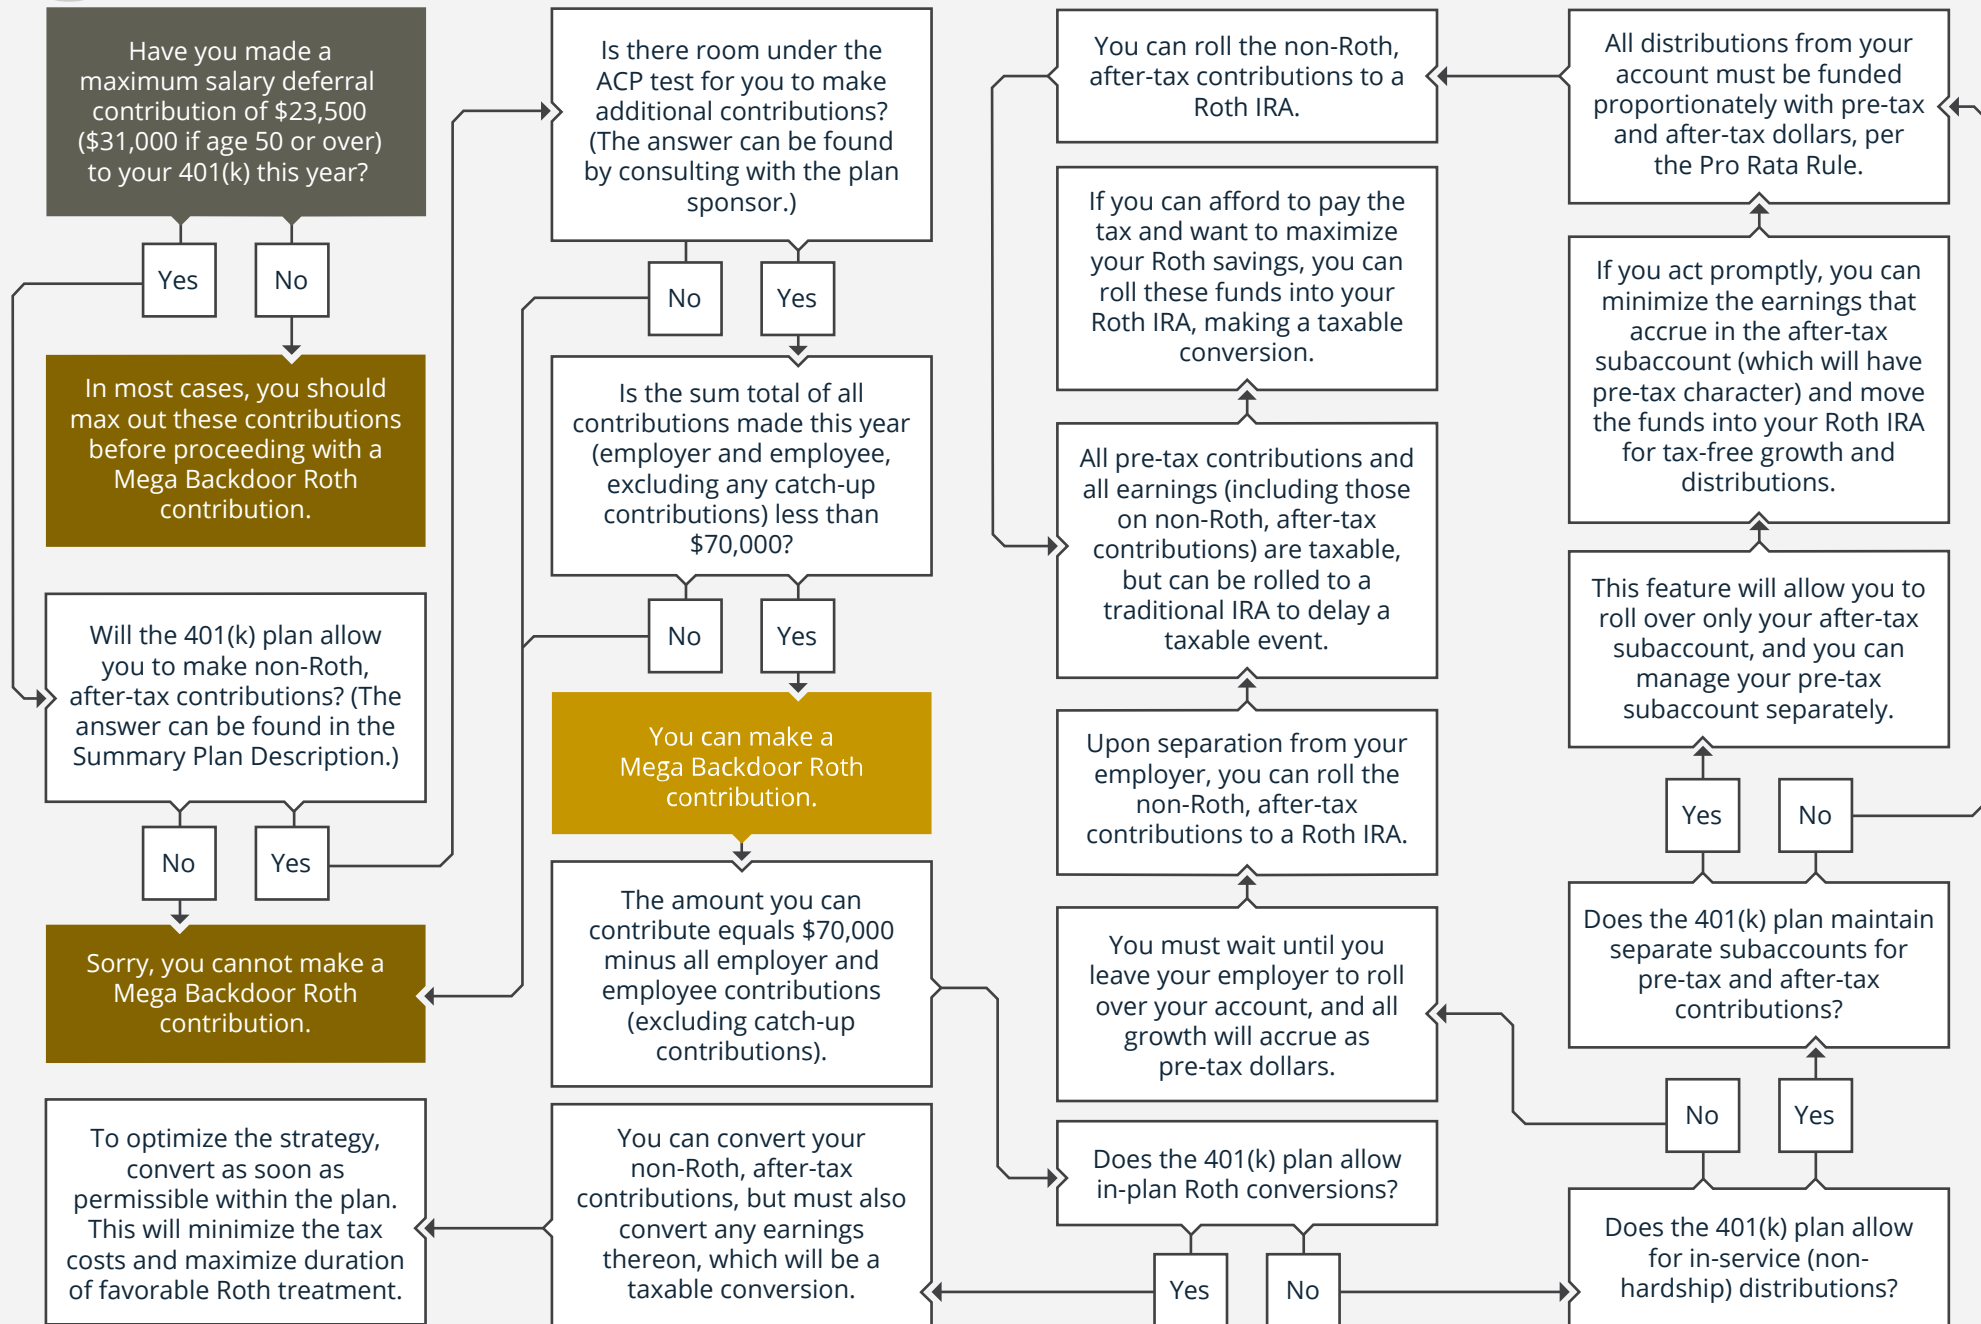 Have you made a
maximum salary deferral
contribution of $23,500
($31,000 if age 50 or over)
to your 401(k) this year?
Yes
No
In most cases, you should
max out these contributions
before proceeding with a
Mega Backdoor Roth
contribution.
Will the 401(k) plan allow
you to make non-Roth,
after-tax contributions? (The
answer can be found in the
Summary Plan Description.)
No
Yes
Sorry, you cannot make a
Mega Backdoor Roth
contribution.
Is there room under the
ACP test for you to make
additional contributions?
(The answer can be found
by consulting with the plan
sponsor.)
No
Yes
Is the sum total of all
contributions made this year
(employer and employee,
excluding any catch-up
contributions) less than
$70,000?
No
Yes
You can make a
Mega Backdoor Roth
contribution.
The amount you can
contribute equals $70,000
minus all employer and
employee contributions
(excluding catch-up
contributions).
Does the 401(k) plan allow
in-plan Roth conversions?
Yes
No
You can convert your
non-Roth, after-tax
contributions, but must also
convert any earnings
thereon, which will be a
taxable conversion.
To optimize the strategy,
convert as soon as
permissible within the plan.
This will minimize the tax
costs and maximize duration
of favorable Roth treatment.
Does the 401(k) plan allow
for in-service (non-
hardship) distributions?
No
Yes
You must wait until you
leave your employer to roll
over your account, and all
growth will accrue as
pre-tax dollars.
Upon separation from your
employer, you can roll the
non-Roth, after-tax
contributions to a Roth IRA.
Does the 401(k) plan maintain
separate subaccounts for
pre-tax and after-tax
contributions?
Yes
No
This feature will allow you to
roll over only your after-tax
subaccount, and you can
manage your pre-tax
subaccount separately.
If you act promptly, you can
minimize the earnings that
accrue in the after-tax
subaccount (which will have
pre-tax character) and move
the funds into your Roth IRA
for tax-free growth and
distributions.
All distributions from your
account must be funded
proportionately with pre-tax
and after-tax dollars, per
the Pro Rata Rule.
You can roll the non-Roth,
after-tax contributions to a
Roth IRA.
All pre-tax contributions and
all earnings (including those
on non-Roth, after-tax
contributions) are taxable,
but can be rolled to a
traditional IRA to delay a
taxable event.
If you can afford to pay the
tax and want to maximize
your Roth savings, you can
roll these funds into your
Roth IRA, making a taxable
conversion.